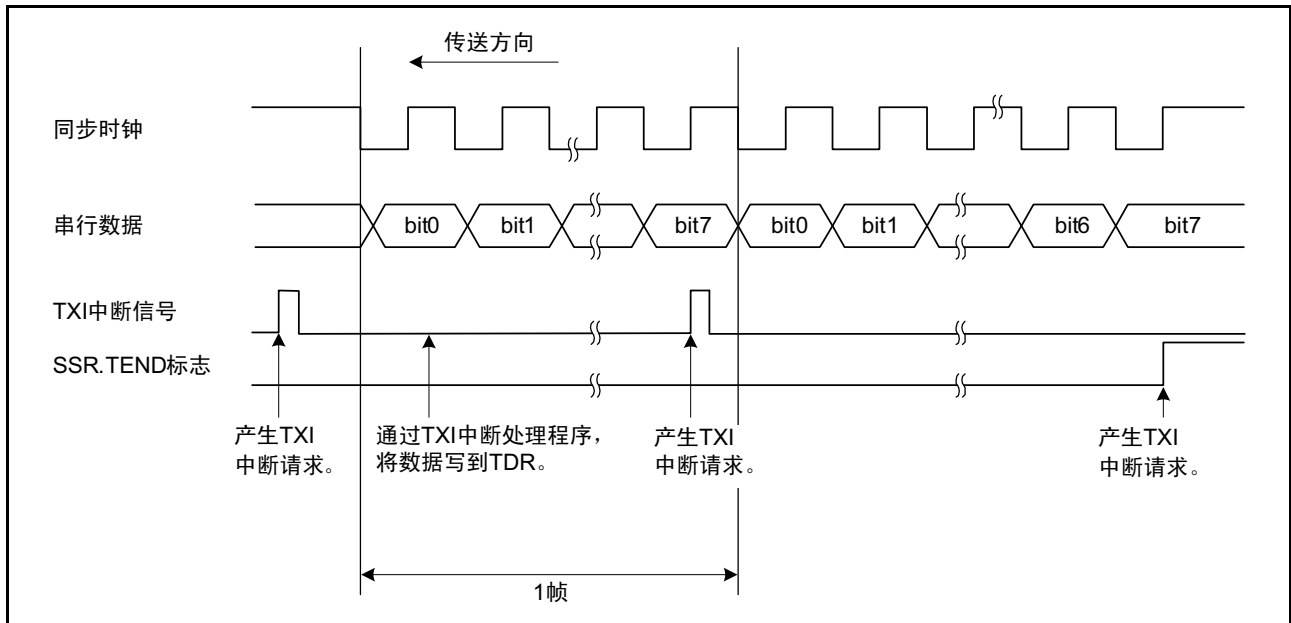 传送方向
同步时钟
串行数据
bit0
bit1
bit7
bit0
bit1
bit6
bit7
TXI中断信号
SSR.TEND标志
产生TXI
中断请求。
通过TXI中断处理程序，
将数据写到TDR。
产生TXI
中断请求。
产生TXI
中断请求。
1帧